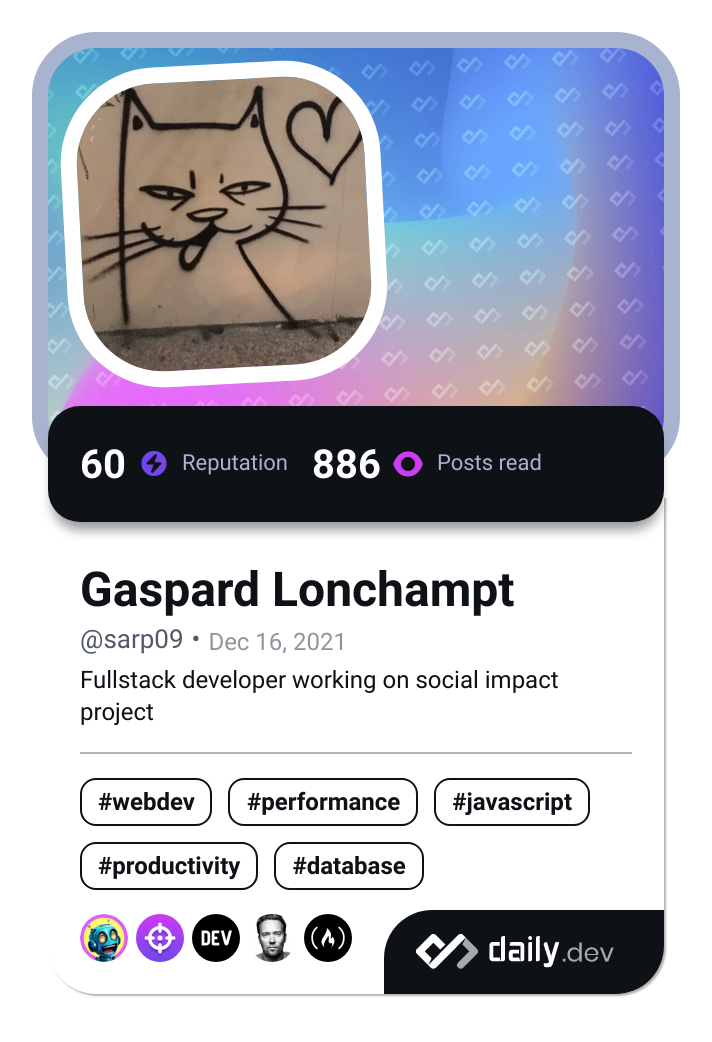 60 Reputation 886 Posts read
Gaspard Lonchampt
@sarp09 • Dec 16, 2021
Fullstack developer working on social impact
project
#webdev #performance #javascript
#productivity #database
DEV
daily.dev